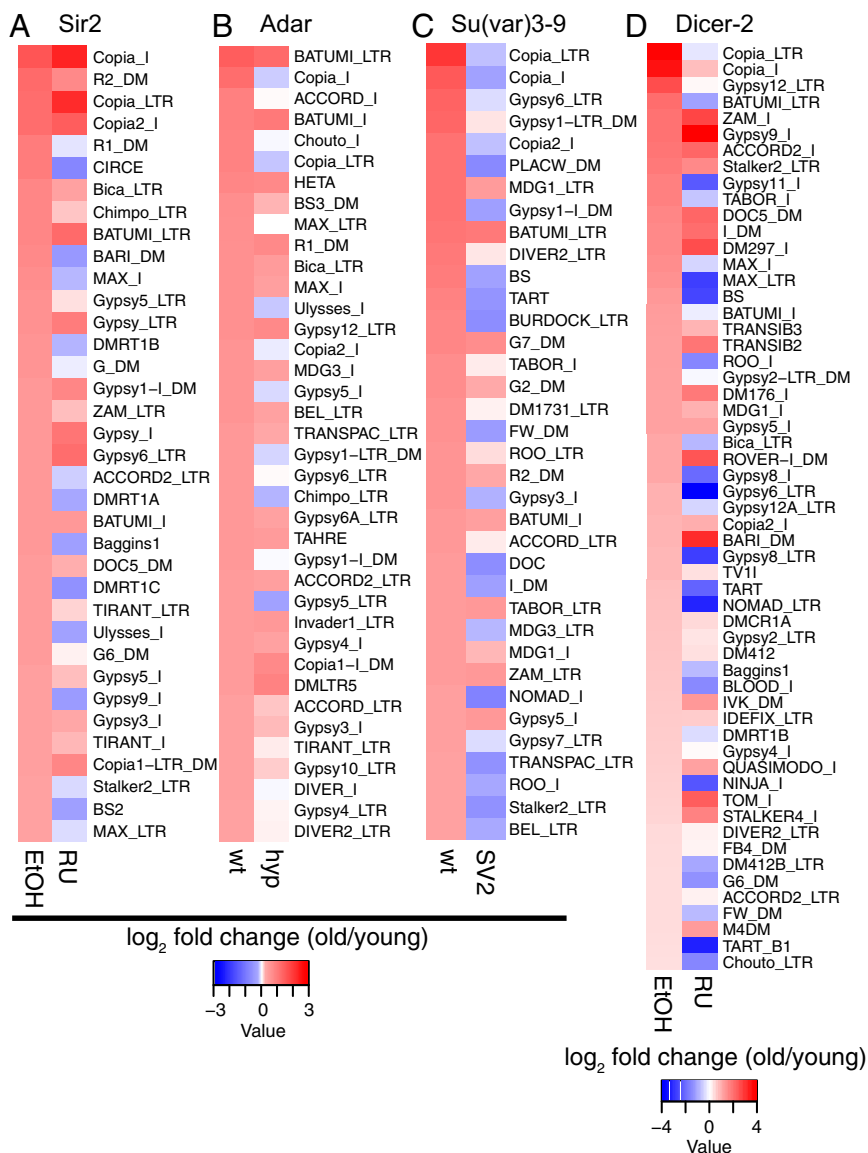 A Sir2
Copia_I
R2_DM
Copia_LTR
Copia2_I
R1_DM
CIRCE
Bica_LTR
Chimpo_LTR
BATUMI_LTR
BARI_DM
MAX_I
Gypsy5_LTR
Gypsy_LTR
DMRT1B
G_DM
Gypsy1-I_DM
ZAM_LTR
Gypsy_I
Gypsy6_LTR
ACCORD2_LTR
DMRT1A
BATUMI_I
Baggins1
DOC5_DM
DMRT1C
TIRANT_LTR
Ulysses_I
G6_DM
Gypsy5_I
Gypsy9_I
Gypsy3_I
TIRANT_I
Copia1-LTR_DM
Stalker2_LTR
BS2
MAX_LTR
EtOH
RU
B Adar
BATUMI_LTR
Copia_I
ACCORD_I
BATUMI_I
Chouto_I
Copia_LTR
HETA
BS3_DM
MAX_LTR
R1_DM
Bica_LTR
MAX_I
Ulysses_I
Gypsy12_LTR
Copia2_I
MDG3_I
Gypsy5_I
BEL_LTR
TRANSPAC_LTR
Gypsy1-LTR_DM
Gypsy6_LTR
Chimpo_LTR
Gypsy6A_LTR
TAHRE
Gypsy1-I_DM
ACCORD2_LTR
Gypsy5_LTR
Invader1_LTR
Gypsy4_I
Copia1-I_DM
DMLTR5
ACCORD_LTR
Gypsy3_I
TIRANT_LTR
Gypsy10_LTR
DIVER_I
Gypsy4_LTR
DIVER2_LTR
wt
hyp
C Su(var)3-9
Copia_LTR
Copia_I
Gypsy6_LTR
Gypsy1-LTR_DM
Copia2_I
PLACW_DM
MDG1_LTR
Gypsy1-I_DM
BATUMI_LTR
DIVER2_LTR
BS
TART
BURDOCK_LTR
G7_DM
TABOR_I
G2_DM
DM1731_LTR
FW_DM
ROO_LTR
R2_DM
Gypsy3_I
BATUMI_I
ACCORD_LTR
DOC
I_DM
TABOR_LTR
MDG3_LTR
MDG1_I
ZAM_LTR
NOMAD_I
Gypsy5_I
Gypsy7_LTR
TRANSPAC_LTR
ROO_I
Stalker2_LTR
BEL_LTR
wt
SV2
log₂ fold change (old/young)
−3 0 3
Value
D Dicer-2
Copia_LTR
Copia_I
Gypsy12_LTR
BATUMI_LTR
ZAM_I
Gypsy9_I
ACCORD2_I
Stalker2_LTR
Gypsy11_I
TABOR_I
DOC5_DM
I_DM
DM297_I
MAX_I
MAX_LTR
BS
BATUMI_I
TRANSIB3
TRANSIB2
ROO_I
Gypsy2-LTR_DM
DM176_I
MDG1_I
Gypsy5_I
Bica_LTR
ROVER-I_DM
Gypsy8_I
Gypsy6_LTR
Gypsy12A_LTR
Copia2_I
BARI_DM
Gypsy8_LTR
TV1I
TART
NOMAD_LTR
DMCR1A
Gypsy2_LTR
DM412
Baggins1
BLOOD_I
IVK_DM
IDEFIX_LTR
DMRT1B
Gypsy4_I
QUASIMODO_I
NINJA_I
TOM_I
STALKER4_I
DIVER2_LTR
FB4_DM
DM412B_LTR
G6_DM
ACCORD2_LTR
FW_DM
M4DM
TART_B1
Chouto_LTR
EtOH
RU
log₂ fold change (old/young)
−4 0 4
Value